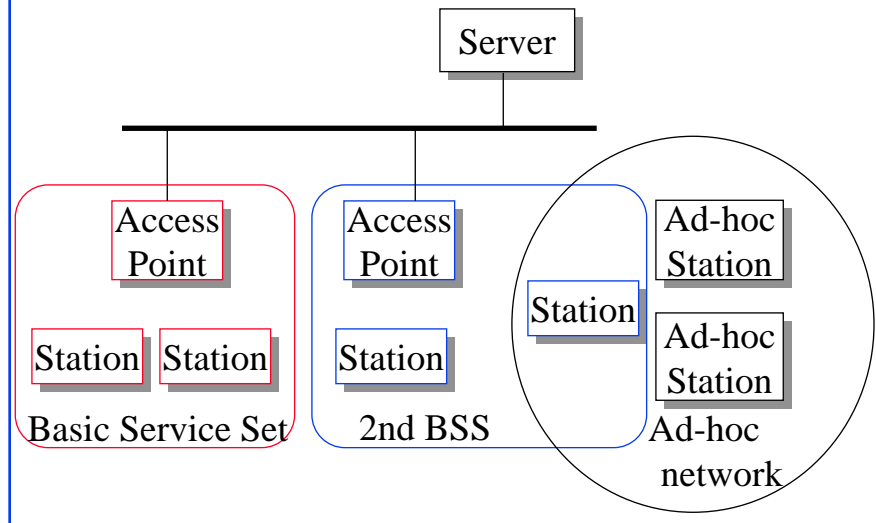 Server
Access
Point
Access
Point
Ad-hoc
Station
Station
Station
Station
Station
Ad-hoc
Station
Basic Service Set
2nd BSS
Ad-hoc
network